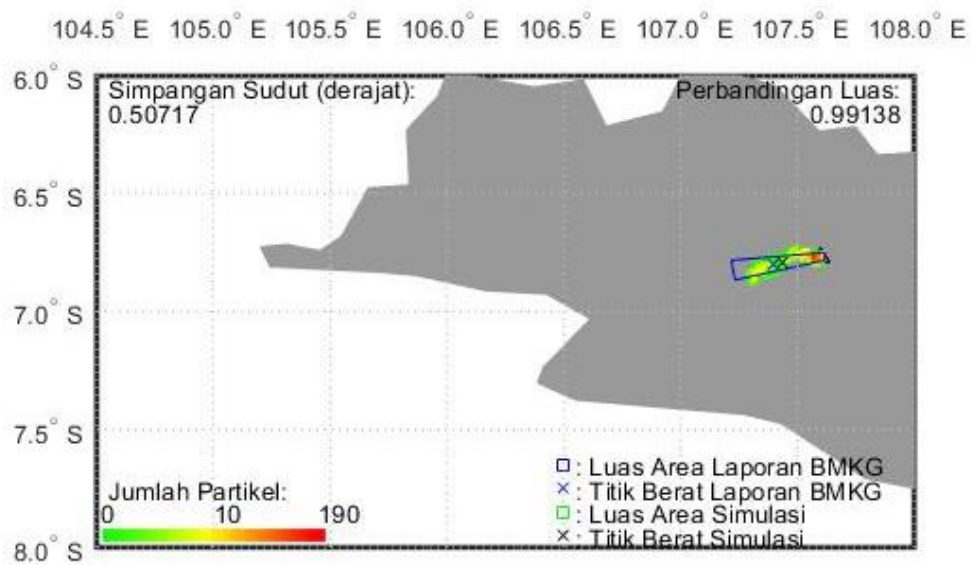 104.5° E 105.0° E 105.5° E 106.0° E 106.5° E 107.0° E 107.5° E 108.0° E
6.0° S
Simpangan Sudut (derajat):
0.50717
Perbandingan Luas:
0.99138
6.5° S
7.0° S
7.5° S
□ : Luas Area Laporan BMKG
× : Titik Berat Laporan BMKG
□ : Luas Area Simulasi
× : Titik Berat Simulasi
Jumlah Partikel:
0 10 190
8.0° S